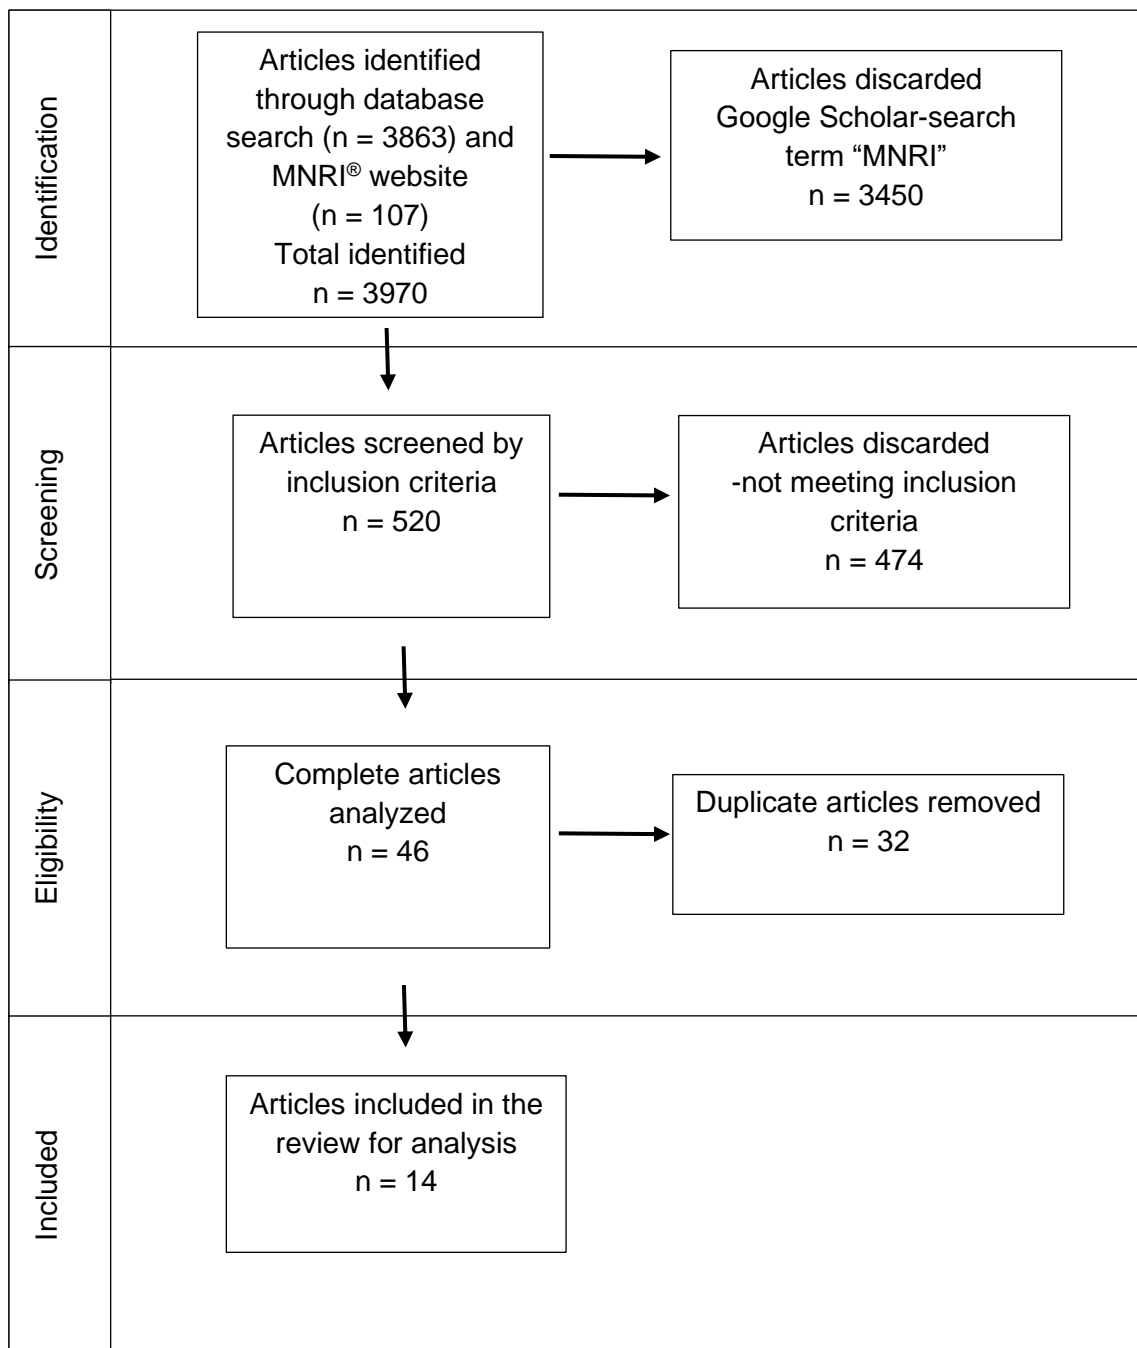 Identification
Articles identified
through database
search (n = 3863) and
MNRI® website
(n = 107)
Total identified
n = 3970
Articles discarded
Google Scholar-search
term “MNRI”
n = 3450
Screening
Articles screened by
inclusion criteria
n = 520
Articles discarded
-not meeting inclusion
criteria
n = 474
Eligibility
Complete articles
analyzed
n = 46
Duplicate articles removed
n = 32
Included
Articles included in the
review for analysis
n = 14